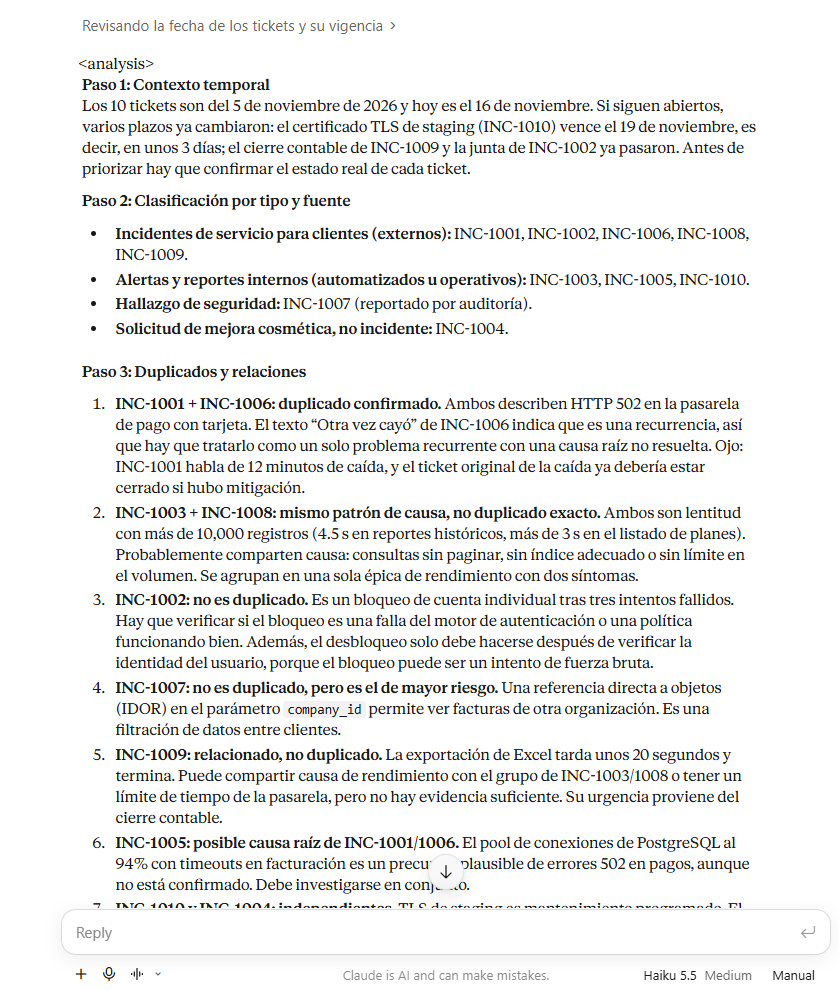 Revisando la fecha de los tickets y su vigencia >
<analysis>
Paso 1: Contexto temporal
Los 10 tickets son del 5 de noviembre de 2026 y hoy es el 16 de noviembre. Si siguen abiertos,
varios plazos ya cambiaron: el certificado TLS de staging (INC-1010) vence el 19 de noviembre, es
decir, en unos 3 días; el cierre contable de INC-1009 y la junta de INC-1002 ya pasaron. Antes de
priorizar hay que confirmar el estado real de cada ticket.
Paso 2: Clasificación por tipo y fuente
• Incidentes de servicio para clientes (externos): INC-1001, INC-1002, INC-1006, INC-1008,
INC-1009.
• Alertas y reportes internos (automatizados u operativos): INC-1003, INC-1005, INC-1010.
• Hallazgo de seguridad: INC-1007 (reportado por auditoría).
• Solicitud de mejora cosmética, no incidente: INC-1004.
Paso 3: Duplicados y relaciones
1. INC-1001 + INC-1006: duplicado confirmado. Ambos describen HTTP 502 en la pasarela
de pago con tarjeta. El texto “Otra vez cayó” de INC-1006 indica que es una recurrencia, así
que hay que tratarlo como un solo problema recurrente con una causa raíz no resuelta. Ojo:
INC-1001 habla de 12 minutos de caída, y el ticket original de la caída ya debería estar
cerrado si hubo mitigación.
2. INC-1003 + INC-1008: mismo patrón de causa, no duplicado exacto. Ambos son lentitud
con más de 10,000 registros (4.5 s en reportes históricos, más de 3 s en el listado de planes).
Probablemente comparten causa: consultas sin paginar, sin índice adecuado o sin límite en
el volumen. Se agrupan en una sola épica de rendimiento con dos síntomas.
3. INC-1002: no es duplicado. Es un bloqueo de cuenta individual tras tres intentos fallidos.
Hay que verificar si el bloqueo es una falla del motor de autenticación o una política
funcionando bien. Además, el desbloqueo solo debe hacerse después de verificar la
identidad del usuario, porque el bloqueo puede ser un intento de fuerza bruta.
4. INC-1007: no es duplicado, pero es el de mayor riesgo. Una referencia directa a objetos
(IDOR) en el parámetro company_id permite ver facturas de otra organización. Es una
filtración de datos entre clientes.
5. INC-1009: relacionado, no duplicado. La exportación de Excel tarda unos 20 segundos y
termina. Puede compartir causa de rendimiento con el grupo de INC-1003/1008 o tener un
límite de tiempo de la pasarela, pero no hay evidencia suficiente. Su urgencia proviene del
cierre contable.
6. INC-1005: posible causa raíz de INC-1001/1006. El pool de conexiones de PostgreSQL al
94% con timeouts en facturación es un plausible de errores 502 en pagos, aunque
no está confirmado. Debe investigarse en
7. INC-1010 y INC-1004: independientes. TLS de staging es mantenimiento programado. El
Reply
Claude is AI and can make mistakes.
Haiku 5.5 Medium Manual